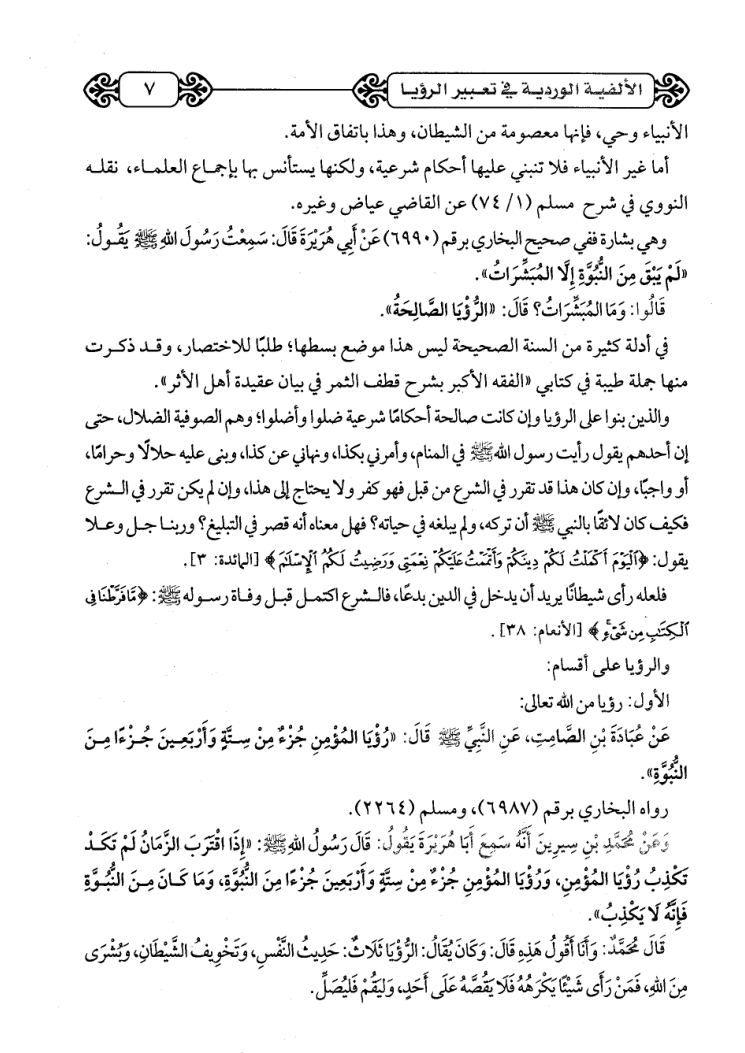 الألفية الوردية في تعبير الرؤيا ٧
الأنبياء وحي، فإنها معصومة من الشيطان، وهذا باتفاق الأمة.
أما غير الأنبياء فلا تنبني عليها أحكام شرعية، ولكنها يستأنس بها بإجماع العلماء، نقله
النووي في شرح مسلم (١/ ٧٤) عن القاضي عياض وغيره.
وهي بشارة ففي صحيح البخاري برقم (٦٩٩٠) عَنْ أَبِي هُرَيْرَةَ قَالَ: سَمِعْتُ رَسُولَ اللهِ ﷺ يَقُولُ:
«لَمْ يَبْقَ مِنَ النُّبُوَّةِ إِلَّا المُبَشِّرَاتُ».
قَالُوا: وَمَا المُبَشِّرَاتُ؟ قَالَ: «الرُّؤْيَا الصَّالِحَةُ».
في أدلة كثيرة من السنة الصحيحة ليس هذا موضع بسطها؛ طلبًا للاختصار، وقد ذكرت
منها جملة طيبة في كتابي «الفقه الأكبر بشرح قطف الثمر في بيان عقيدة أهل الأثر».
والذين بنوا على الرؤيا وإن كانت صالحة أحكامًا شرعية ضلوا وأضلوا؛ وهم الصوفية الضلال، حتى
إن أحدهم يقول رأيت رسول الله ﷺ في المنام، وأمرني بكذا، ونهاني عن كذا، وبنى عليه حلالًا وحرامًا،
أو واجبًا، وإن كان هذا قد تقرر في الشرع من قبل فهو كفر ولا يحتاج إلى هذا، وإن لم يكن تقرر في الشرع
فكيف كان لائقًا بالنبي ﷺ أن تركه، ولم يبلغه في حياته؟ فهل معناه أنه قصر في التبليغ؟ وربنا جل وعلا
يقول: ﴿ٱلْيَوْمَ أَكْمَلْتُ لَكُمْ دِينَكُمْ وَأَتْمَمْتُ عَلَيْكُمْ نِعْمَتِي وَرَضِيتُ لَكُمُ ٱلْإِسْلَٰمَ﴾ [المائدة: ٣].
فلعله رأى شيطانًا يريد أن يدخل في الدين بدعًا، فالشرع اكتمل قبل وفاة رسوله ﷺ: ﴿مَّا فَرَّطْنَا فِي
ٱلْكِتَٰبِ مِن شَىْءٍ﴾ [الأنعام: ٣٨].
والرؤيا على أقسام:
الأول: رؤيا من الله تعالى:
عَنْ عُبَادَةَ بْنِ الصَّامِتِ، عَنِ النَّبِيِّ ﷺ قَالَ: «رُؤْيَا المُؤْمِنِ جُزْءٌ مِنْ سِتَّةٍ وَأَرْبَعِينَ جُزْءًا مِنَ
النُّبُوَّةِ».
رواه البخاري برقم (٦٩٨٧)، ومسلم (٢٢٦٤).
وَعَنْ مُحَمَّدِ بْنِ سِيرِينَ أَنَّهُ سَمِعَ أَبَا هُرَيْرَةَ يَقُولُ: قَالَ رَسُولُ اللهِ ﷺ: «إِذَا اقْتَرَبَ الزَّمَانُ لَمْ تَكَدْ
تَكْذِبُ رُؤْيَا المُؤْمِنِ، وَرُؤْيَا المُؤْمِنِ جُزْءٌ مِنْ سِتَّةٍ وَأَرْبَعِينَ جُزْءًا مِنَ النُّبُوَّةِ، وَمَا كَانَ مِنَ النُّبُوَّةِ
فَإِنَّهُ لَا يَكْذِبُ».
قَالَ مُحَمَّدٌ: وَأَنَا أَقُولُ هَذِهِ قَالَ: وَكَانَ يُقَالُ: الرُّؤْيَا ثَلَاثٌ: حَدِيثُ النَّفْسِ، وَتَخْوِيفُ الشَّيْطَانِ، وَبُشْرَى
مِنَ اللهِ، فَمَنْ رَأَى شَيْئًا يَكْرَهُهُ فَلَا يَقُصَّهُ عَلَى أَحَدٍ، وَلْيَقُمْ فَلْيُصَلِّ.